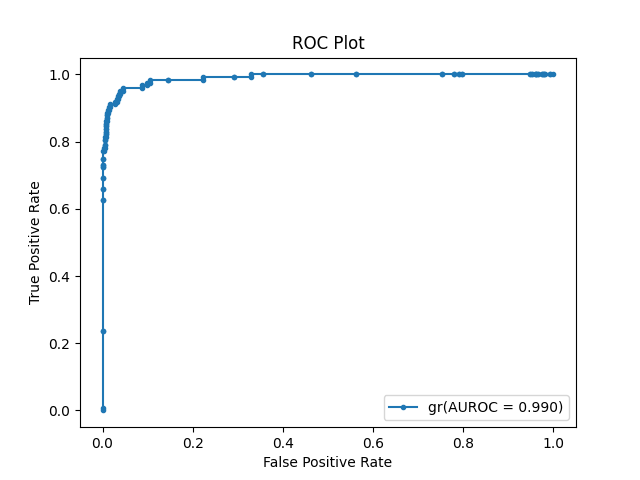 ROC Plot
True Positive Rate
1.0
0.8
0.6
0.4
0.2
0.0
gr(AUROC = 0.990)
0.0 0.2 0.4 0.6 0.8 1.0
False Positive Rate